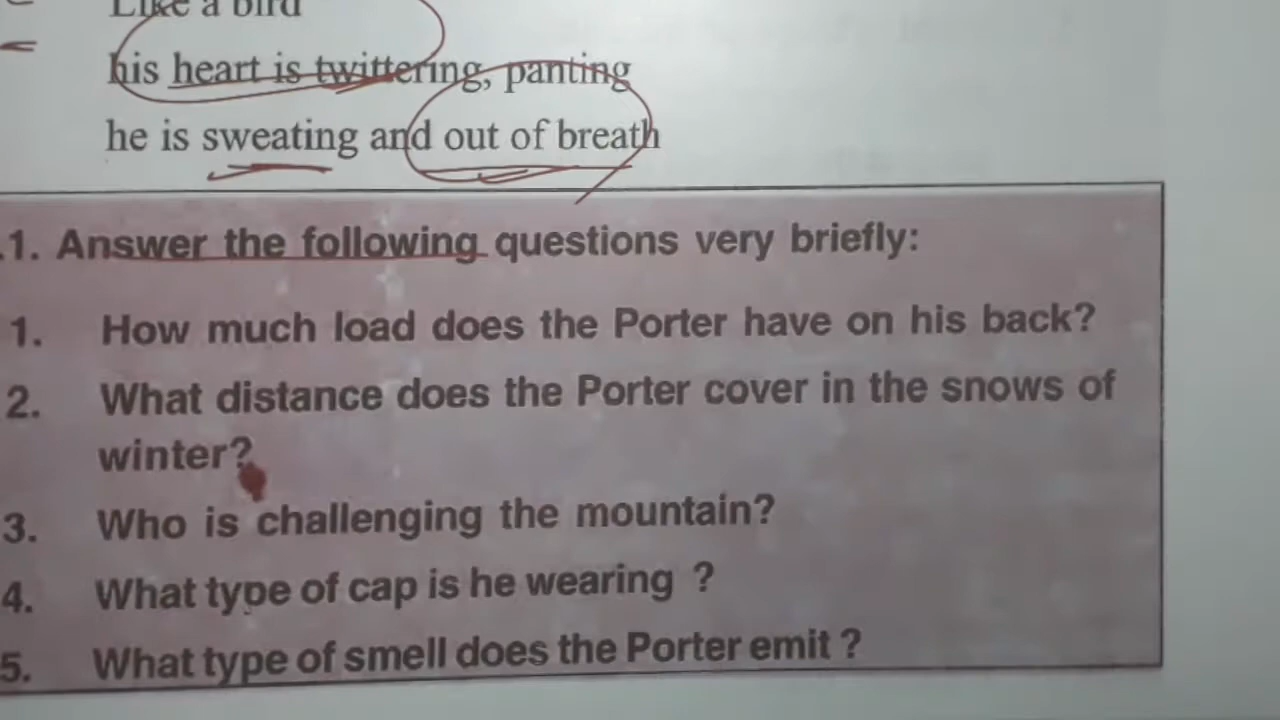 Like a bird
his heart is twittering, panting
he is sweating and out of breath
.1. Answer the following questions very briefly:
1. How much load does the Porter have on his back?
2. What distance does the Porter cover in the snows of
winter?
3. Who is challenging the mountain?
4. What type of cap is he wearing ?
5. What type of smell does the Porter emit ?